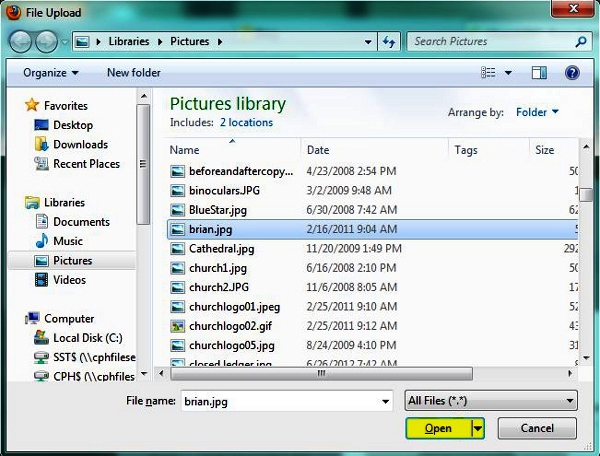 File Upload
Libraries Pictures
Search Pictures
Organize New folder
Favorites
Desktop
Downloads
Recent Places
Libraries
Documents
Music
Pictures
Videos
Computer
Local Disk (C:)
SST$ (\\cphfilese
CPH$ (\\cphfiles
Pictures library
Includes: 2 locations
Arrange by: Folder
Name Date Tags Size
beforeandaftercopy... 4/23/2008 2:54 PM 50
binoculars.JPG 3/2/2009 9:48 AM 1
BlueStar.jpg 6/30/2008 7:42 AM 62
brian.jpg 2/16/2011 9:04 AM 5
Cathedral.jpg 11/20/2009 1:49 PM 292
church1.jpg 6/16/2008 2:10 PM 50
church2.JPG 11/6/2008 8:05 AM 17
churchlogo01.jpeg 2/25/2011 9:10 AM 52
churchlogo02.gif 2/25/2011 9:12 AM 43
churchlogo05.jpg 8/24/2009 4:10 PM 31
closed ledger.jpg 6/26/2012 7:42 AM 8
File name: brian.jpg All Files (*.*)
Open Cancel